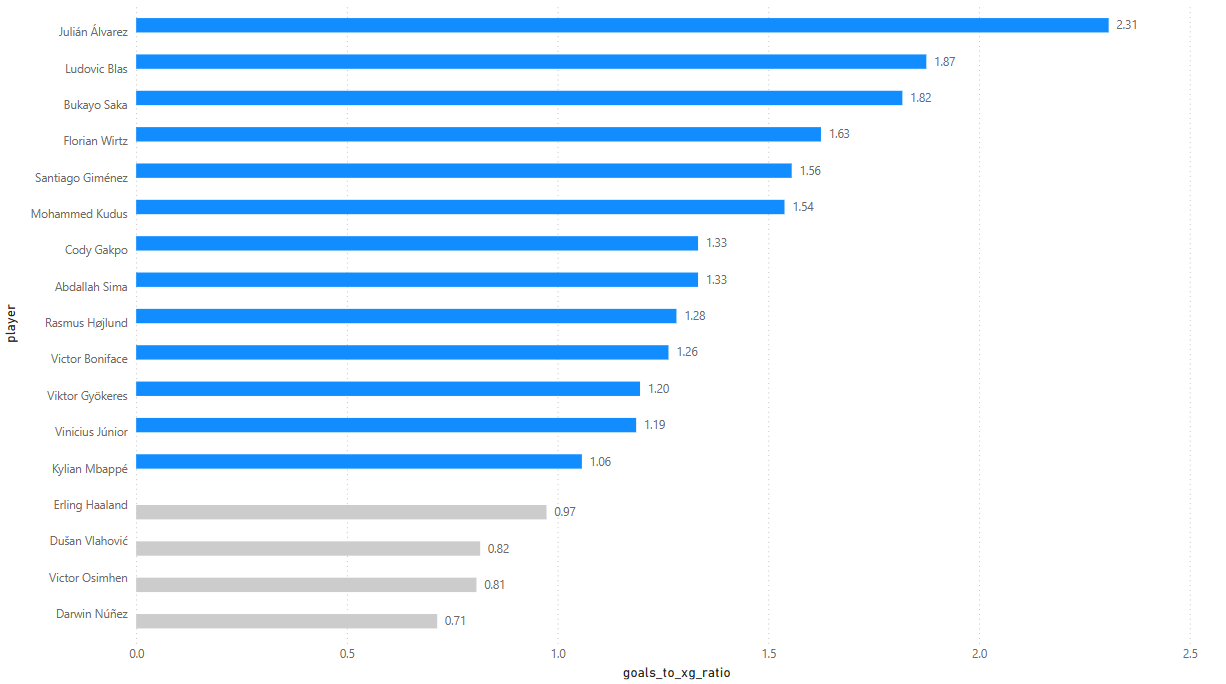 Julián Álvarez 2.31
Ludovic Blas 1.87
Bukayo Saka 1.82
Florian Wirtz 1.63
Santiago Giménez 1.56
Mohammed Kudus 1.54
Cody Gakpo 1.33
Abdallah Sima 1.33
Rasmus Højlund 1.28
Victor Boniface 1.26
Viktor Gyökeres 1.20
Vinicius Júnior 1.19
Kylian Mbappé 1.06
Erling Haaland 0.97
Dušan Vlahović 0.82
Victor Osimhen 0.81
Darwin Núñez 0.71
player
0.0 0.5 1.0 1.5 2.0 2.5
goals_to_xg_ratio